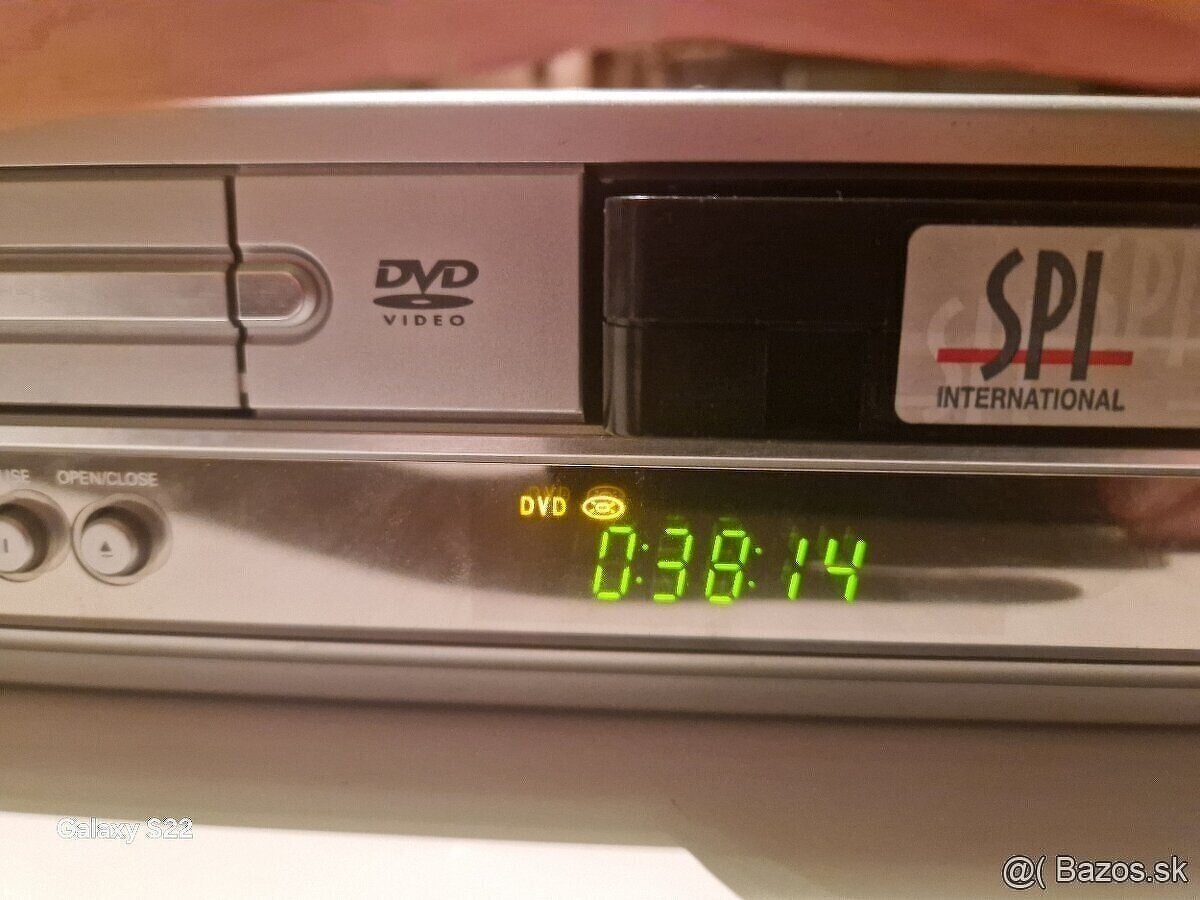 DVD
VIDEO
SPI
INTERNATIONAL
OPEN/CLOSE
DVD
0:38:14
Galaxy S22
@( Bazos.sk